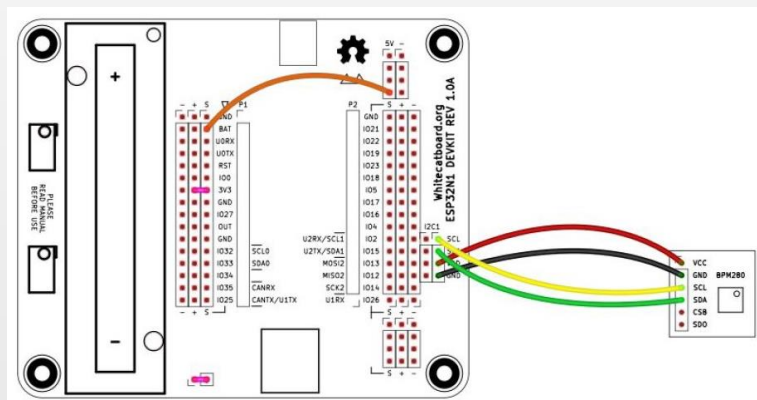 5V -
- + S
P1
P2
S + -
GND
BAT
U0RX
U0TX
RST
IO0
3V3
GND
IO27
OUT
GND
IO32
IO33
IO34
IO35
IO25
SCL0
SDA0
CANRX
CANTX/U1TX
- + S
GND
IO21
IO22
IO19
IO23
IO18
IO5
IO17
IO16
IO4
IO2
IO15
IO13
IO12
IO14
IO26
U2RX/SCL1
U2TX/SDA1
MOSI2
MISO2
SCK2
U1RX
S + -
S + -
I2C1
SCL
GND
Whitecatboard.org
ESP32N1 DEVKIT REV 1.0A
PLEASE
READ MANUAL
BEFORE USE
+
-
VCC
GND
SCL
SDA
CSB
SDO
BPM280